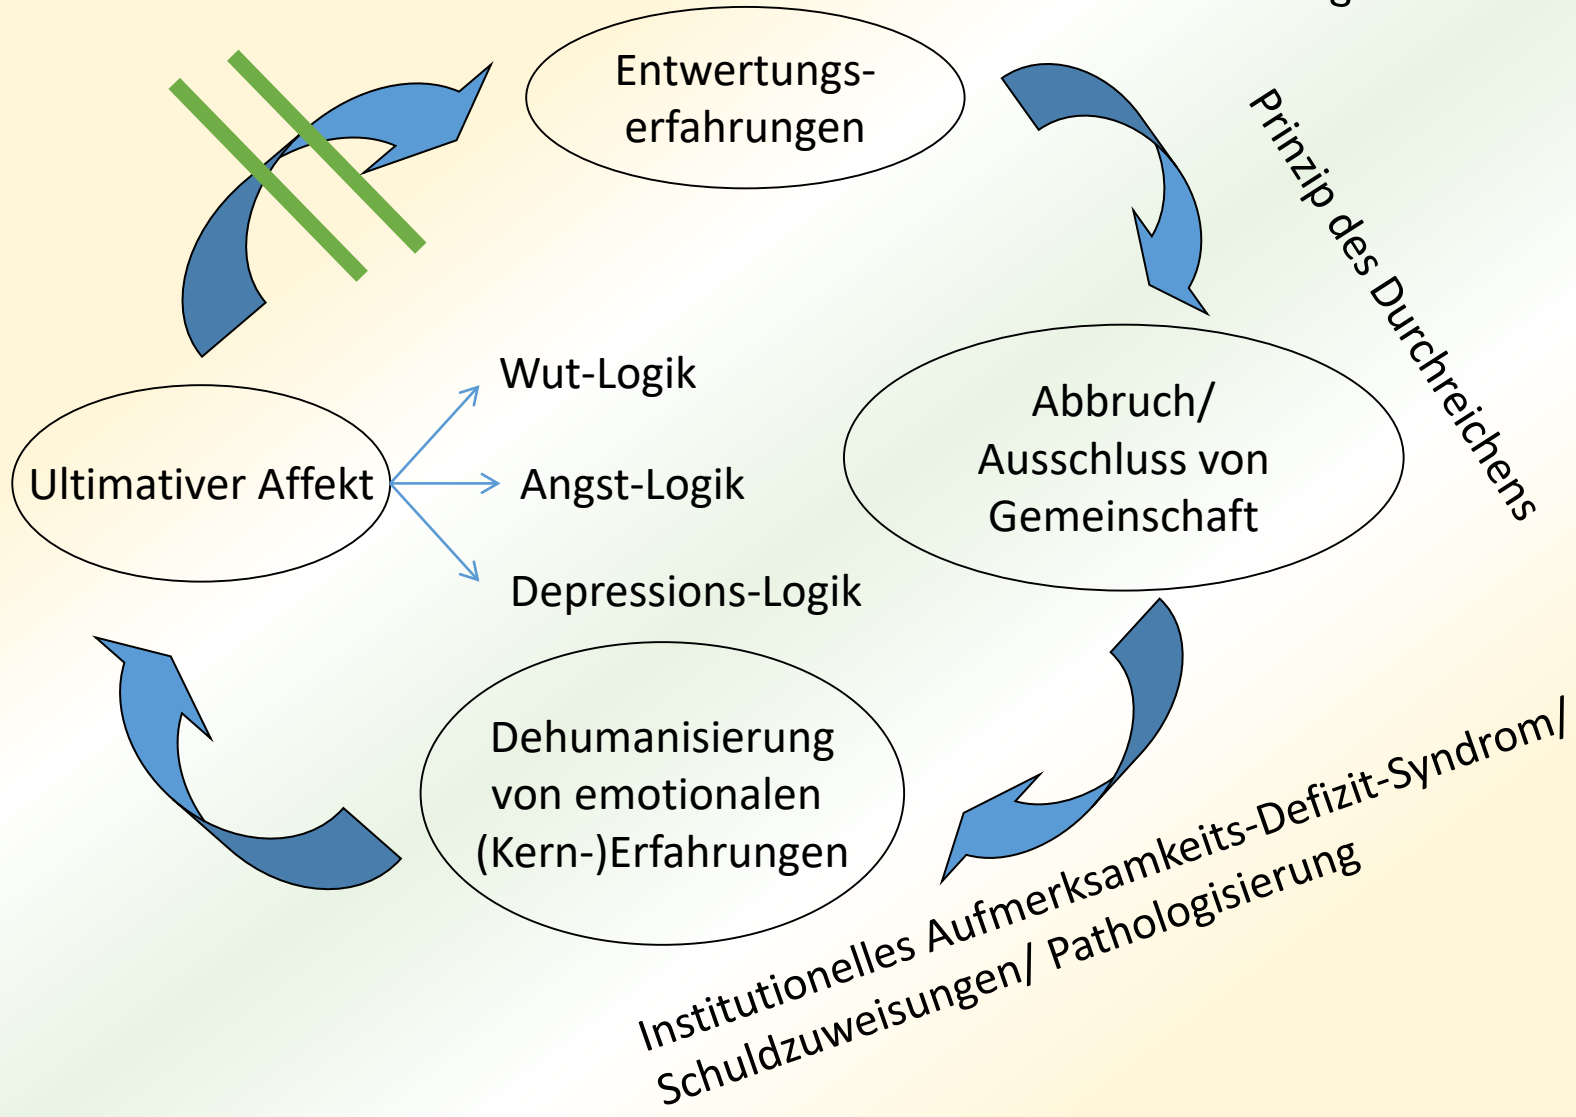 Entwertungs-
erfahrungen
Prinzip des Durchreichens
Wut-Logik
Abbruch/
Ausschluss von
Gemeinschaft
Ultimativer Affekt
Angst-Logik
Depressions-Logik
Dehumanisierung
von emotionalen
(Kern-)Erfahrungen
Institutionelles Aufmerksamkeits-Defizit-Syndrom/
Schuldzuweisungen/ Pathologisierung